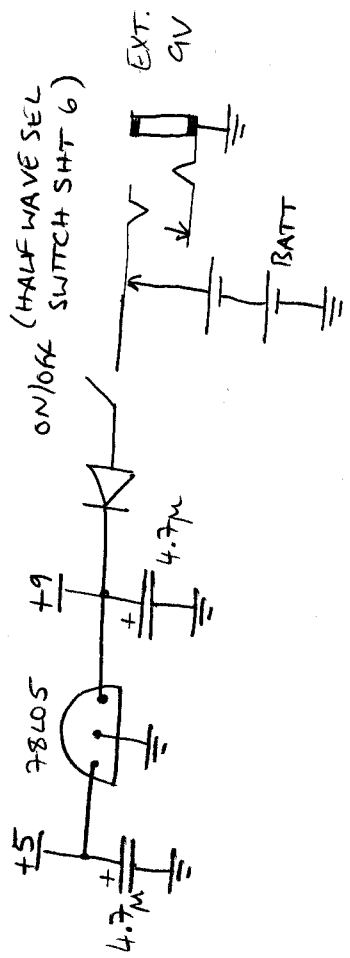 +5
4.7μ
+
78L05
+9
+
4.7μ
ON/OFF
(HALF WAVE SEL
SWITCH SHT 6)
BATT
EXT.
9V